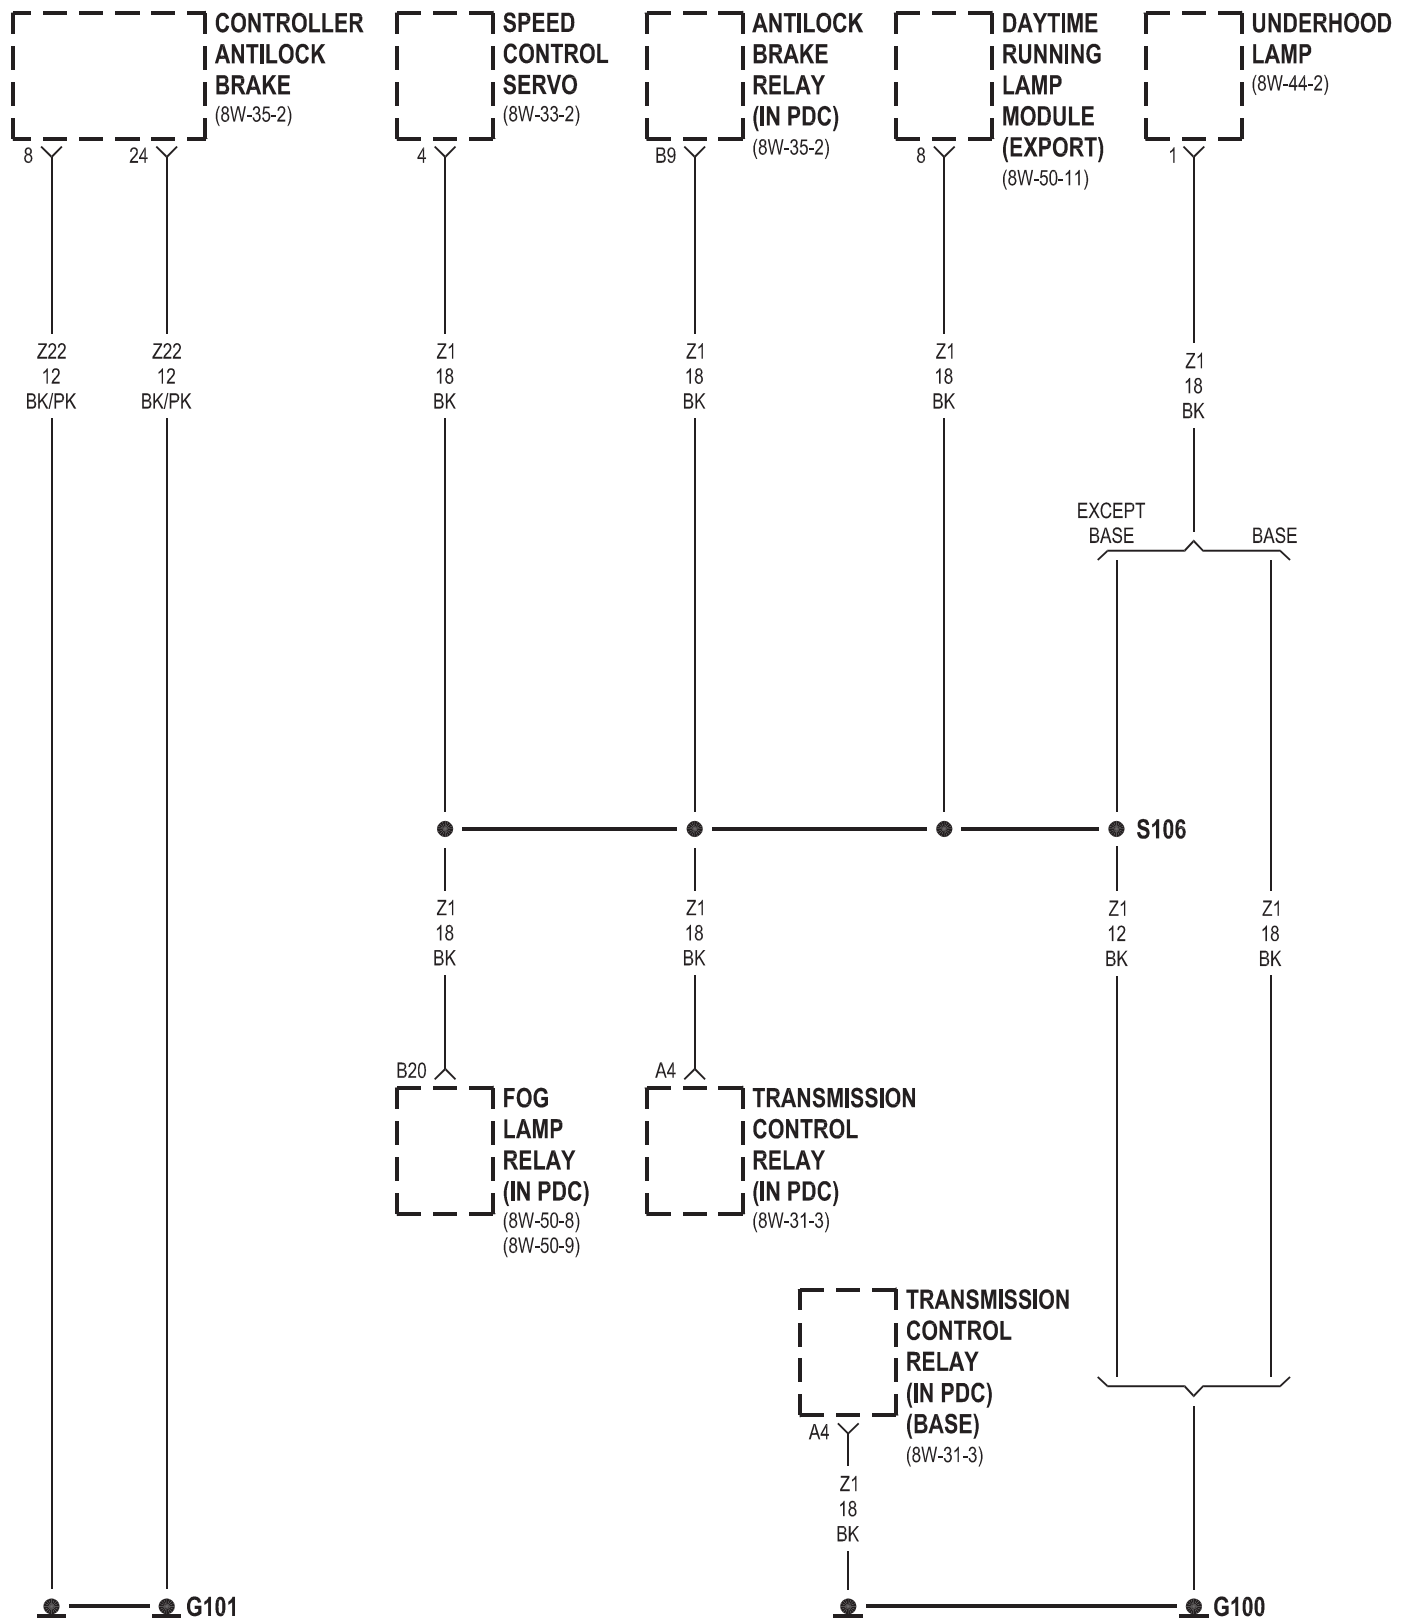 CONTROLLER
ANTILOCK
BRAKE
(8W-35-2)
8
24
SPEED
CONTROL
SERVO
(8W-33-2)
4
ANTILOCK
BRAKE
RELAY
(IN PDC)
(8W-35-2)
B9
DAYTIME
RUNNING
LAMP
MODULE
(EXPORT)
(8W-50-11)
8
UNDERHOOD
LAMP
(8W-44-2)
1
Z22
12
BK/PK
Z22
12
BK/PK
Z1
18
BK
Z1
18
BK
Z1
18
BK
Z1
18
BK
EXCEPT
BASE
BASE
S106
Z1
18
BK
Z1
18
BK
Z1
12
BK
Z1
18
BK
B20
FOG
LAMP
RELAY
(IN PDC)
(8W-50-8)
(8W-50-9)
A4
TRANSMISSION
CONTROL
RELAY
(IN PDC)
(8W-31-3)
TRANSMISSION
CONTROL
RELAY
(IN PDC)
(BASE)
(8W-31-3)
A4
Z1
18
BK
G101
G100